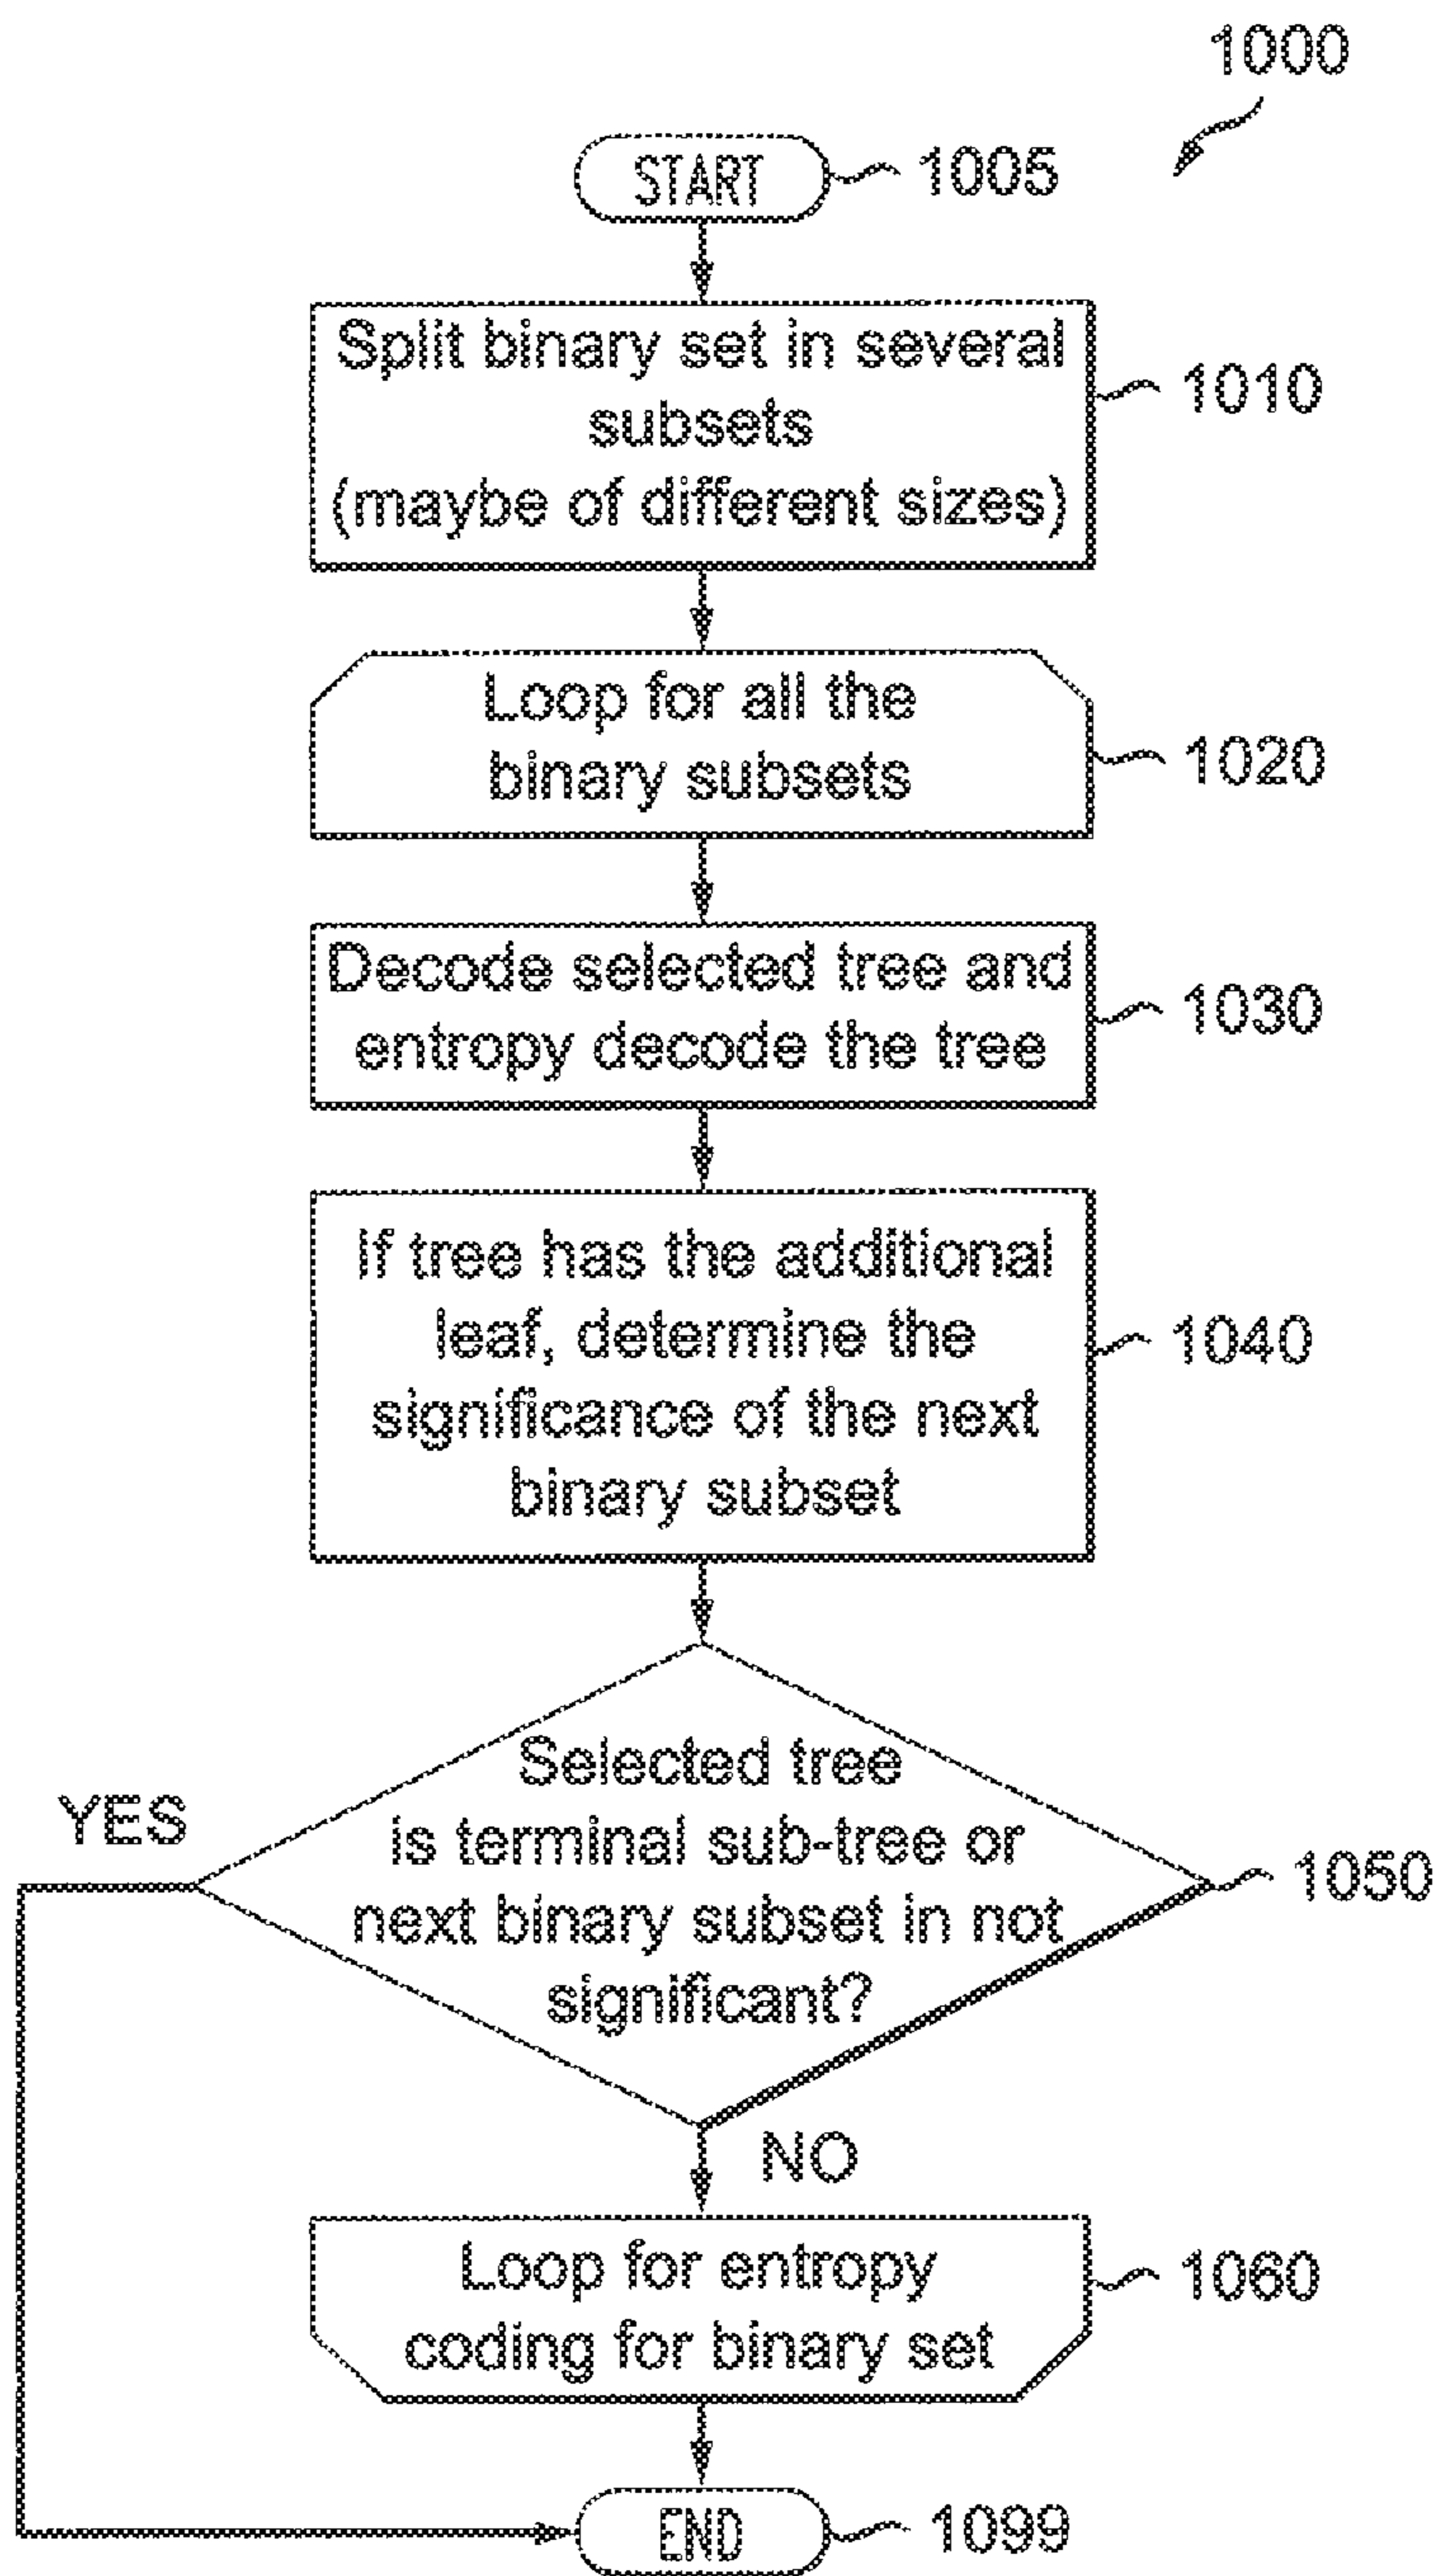 1000
START
1005
Split binary set in several
subsets
(maybe of different sizes)
1010
Loop for all the
binary subsets
1020
Decode selected tree and
entropy decode the tree
1030
If tree has the additional
leaf, determine the
significance of the next
binary subset
1040
Selected tree
is terminal sub-tree or
next binary subset in not
significant?
YES
1050
NO
Loop for entropy
coding for binary set
1060
END
1099